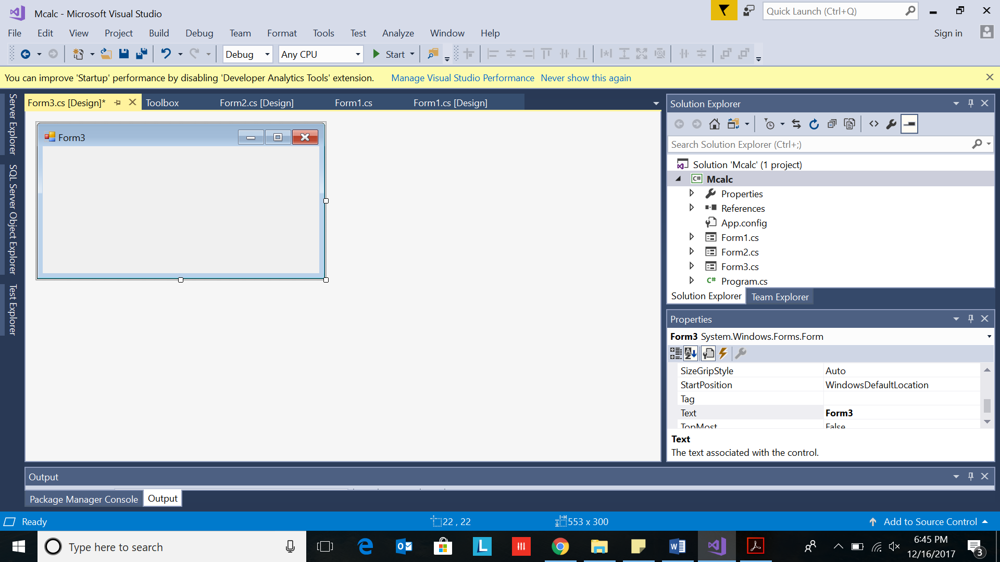 Mcalc - Microsoft Visual Studio
Quick Launch (Ctrl+Q)
File Edit View Project Build Debug Team Format Tools Test Analyze Window Help
Sign in
Debug Any CPU Start
You can improve 'Startup' performance by disabling 'Developer Analytics Tools' extension. Manage Visual Studio Performance Never show this again
Server Explorer
SQL Server Object Explorer
Test Explorer
Form3.cs [Design]* Toolbox Form2.cs [Design] Form1.cs Form1.cs [Design]
Form3
Solution Explorer
Search Solution Explorer (Ctrl+;)
Solution 'Mcalc' (1 project)
C# Mcalc
Properties
References
App.config
Form1.cs
Form2.cs
Form3.cs
C# Program.cs
Solution Explorer Team Explorer
Properties
Form3 System.Windows.Forms.Form
SizeGripStyle Auto
StartPosition WindowsDefaultLocation
Tag
Text Form3
TopMost False
Text
The text associated with the control.
Output
Package Manager Console Output
Ready 22 , 22 553 x 300 Add to Source Control
Type here to search
6:45 PM
12/16/2017
3